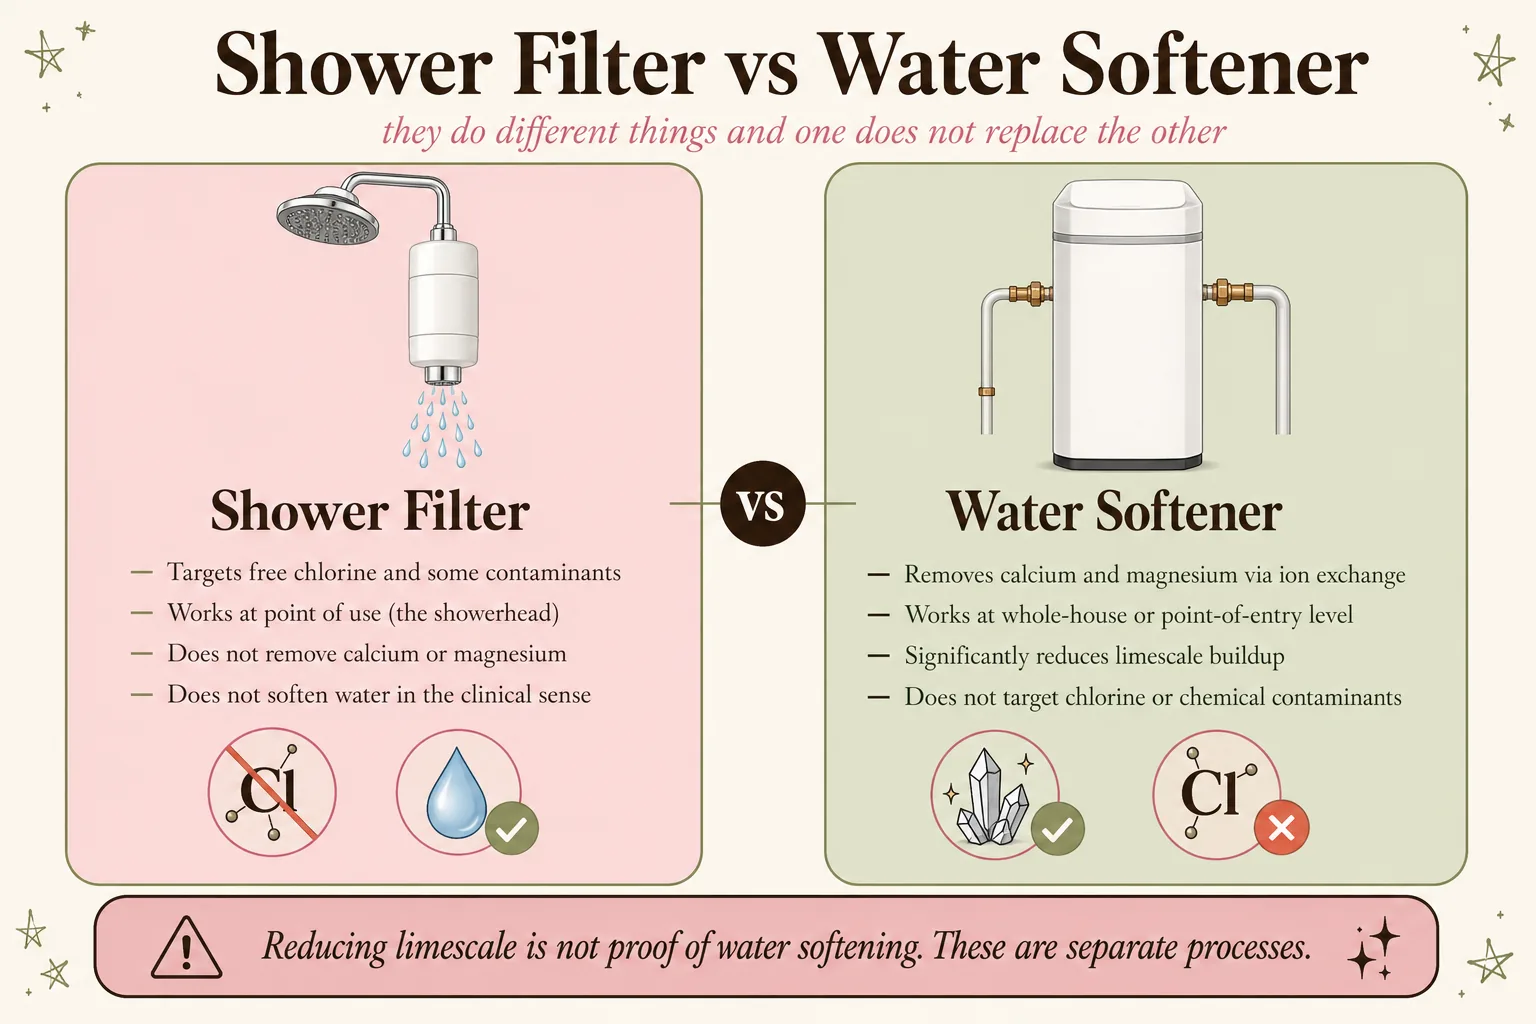 Shower Filter vs Water Softener
they do different things and one does not replace the other
Shower Filter
— Targets free chlorine and some contaminants
— Works at point of use (the showerhead)
— Does not remove calcium or magnesium
— Does not soften water in the clinical sense
Cl
VS
Water Softener
— Removes calcium and magnesium via ion exchange
— Works at whole-house or point-of-entry level
— Significantly reduces limescale buildup
— Does not target chlorine or chemical contaminants
Cl
Reducing limescale is not proof of water softening. These are separate processes.